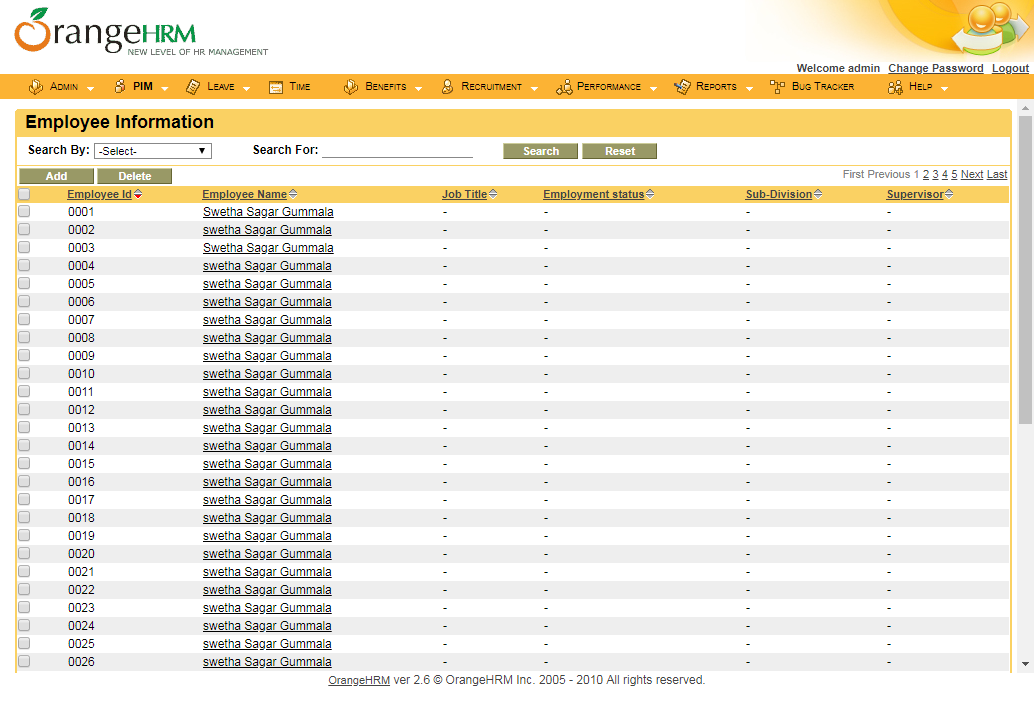 OrangeHRM
NEW LEVEL OF HR MANAGEMENT
Welcome admin Change Password Logout
Admin PIM Leave Time Benefits Recruitment Performance Reports Bug Tracker Help
Employee Information
Search By: -Select- Search For: Search Reset
Add Delete First Previous 1 2 3 4 5 Next Last
Employee Id Employee Name Job Title Employment status Sub-Division Supervisor
0001 Swetha Sagar Gummala - - - -
0002 swetha Sagar Gummala - - - -
0003 Swetha Sagar Gummala - - - -
0004 swetha Sagar Gummala - - - -
0005 swetha Sagar Gummala - - - -
0006 swetha Sagar Gummala - - - -
0007 swetha Sagar Gummala - - - -
0008 swetha Sagar Gummala - - - -
0009 swetha Sagar Gummala - - - -
0010 swetha Sagar Gummala - - - -
0011 swetha Sagar Gummala - - - -
0012 swetha Sagar Gummala - - - -
0013 swetha Sagar Gummala - - - -
0014 swetha Sagar Gummala - - - -
0015 swetha Sagar Gummala - - - -
0016 swetha Sagar Gummala - - - -
0017 swetha Sagar Gummala - - - -
0018 swetha Sagar Gummala - - - -
0019 swetha Sagar Gummala - - - -
0020 swetha Sagar Gummala - - - -
0021 swetha Sagar Gummala - - - -
0022 swetha Sagar Gummala - - - -
0023 swetha Sagar Gummala - - - -
0024 swetha Sagar Gummala - - - -
0025 swetha Sagar Gummala - - - -
0026 swetha Sagar Gummala - - - -
OrangeHRM ver 2.6 © OrangeHRM Inc. 2005 - 2010 All rights reserved.